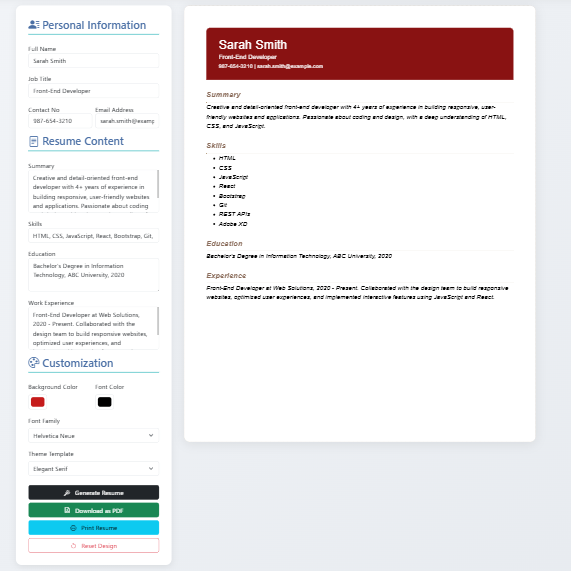 Personal Information
Full Name
Sarah Smith
Job Title
Front-End Developer
Contact No
Email Address
987-654-3210
sarah.smith@examp
Resume Content
Summary
Creative and detail-oriented front-end
developer with 4+ years of experience in
building responsive, user-friendly websites
and applications. Passionate about coding
Skills
HTML, CSS, JavaScript, React, Bootstrap, Git,
Education
Bachelor's Degree in Information
Technology, ABC University, 2020
Work Experience
Front-End Developer at Web Solutions,
2020 - Present. Collaborated with the
design team to build responsive websites,
optimized user experiences, and
Customization
Background Color
Font Color
Font Family
Helvetica Neue
Theme Template
Elegant Serif
Generate Resume
Download as PDF
Print Resume
Reset Design
Sarah Smith
Front-End Developer
987-654-3210 | sarah.smith@example.com
Summary
Creative and detail-oriented front-end developer with 4+ years of experience in building responsive, user-
friendly websites and applications. Passionate about coding and design, with a deep understanding of HTML,
CSS, and JavaScript.
Skills
• HTML
• CSS
• JavaScript
• React
• Bootstrap
• Git
• REST APIs
• Adobe XD
Education
Bachelor's Degree in Information Technology, ABC University, 2020
Experience
Front-End Developer at Web Solutions, 2020 - Present. Collaborated with the design team to build responsive
websites, optimized user experiences, and implemented interactive features using JavaScript and React.